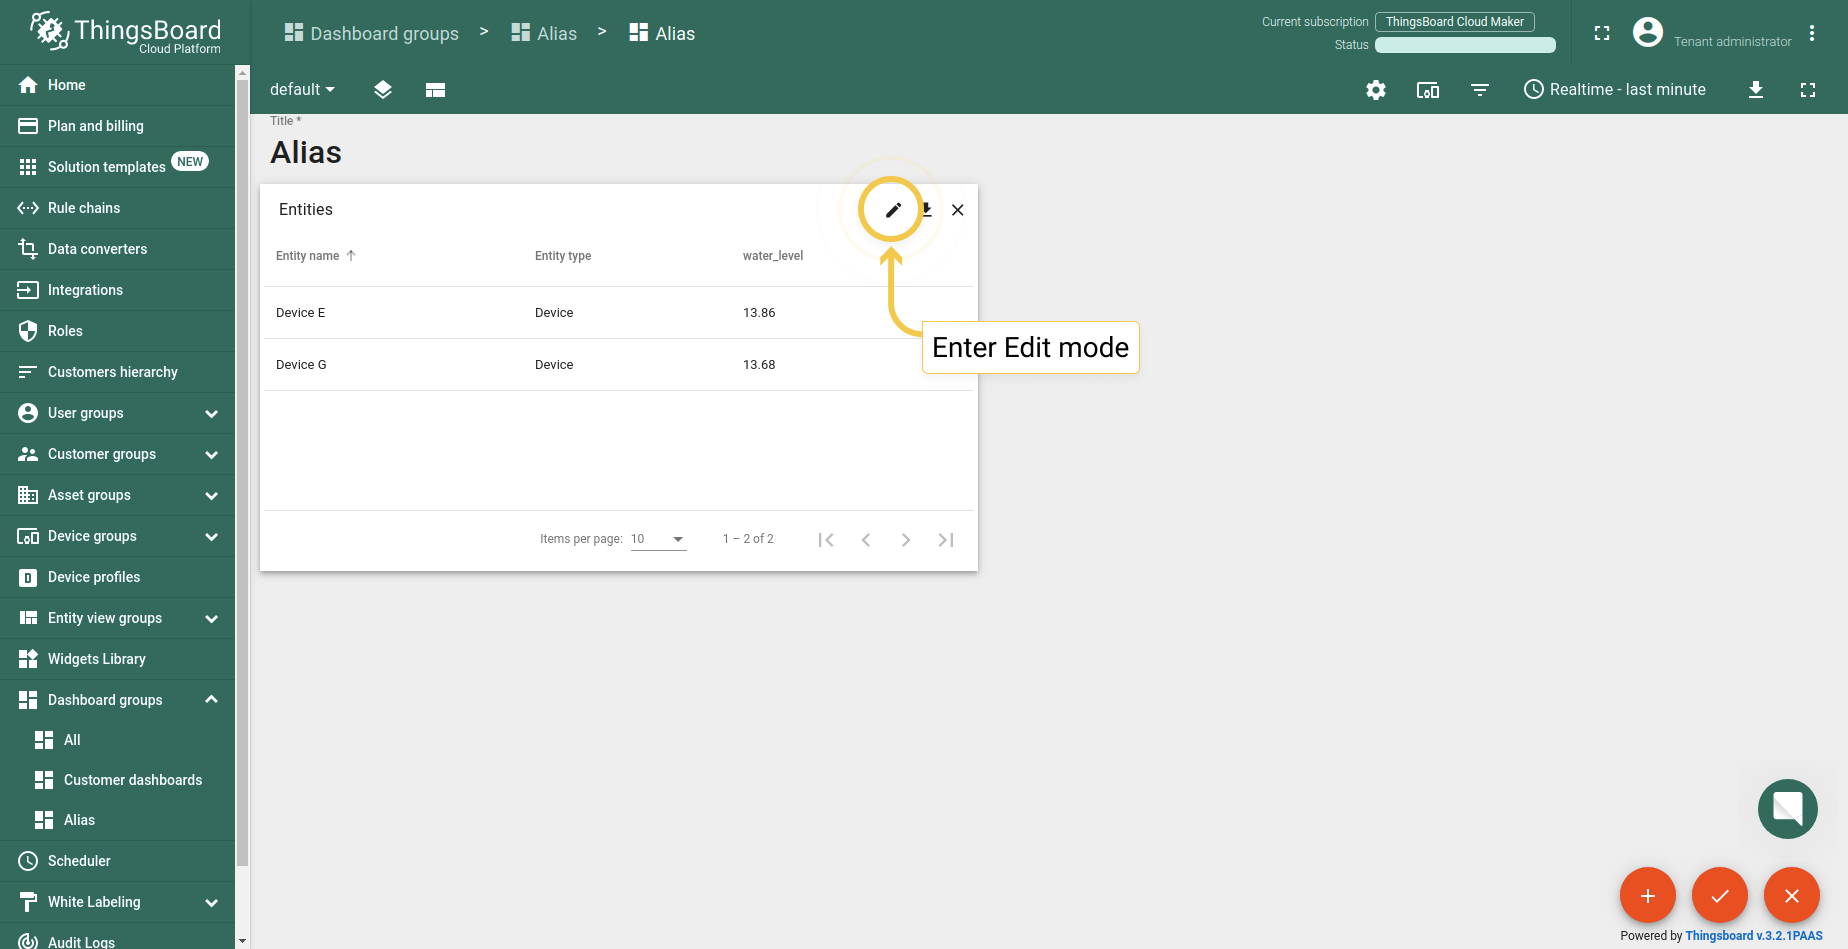 ThingsBoard
Cloud Platform
Dashboard groups > Alias > Alias
Current subscription ThingsBoard Cloud Maker
Status
Tenant administrator
default
Realtime - last minute
Home
Plan and billing
Solution templates NEW
Rule chains
Data converters
Integrations
Roles
Customers hierarchy
User groups
Customer groups
Asset groups
Device groups
Device profiles
Entity view groups
Widgets Library
Dashboard groups
All
Customer dashboards
Alias
Scheduler
White Labeling
Audit Logs
Title *
Alias
Entities
Entity name Entity type water_level
Device E Device 13.86
Device G Device 13.68
Enter Edit mode
Items per page: 10 1 – 2 of 2
Powered by Thingsboard v.3.2.1PAAS